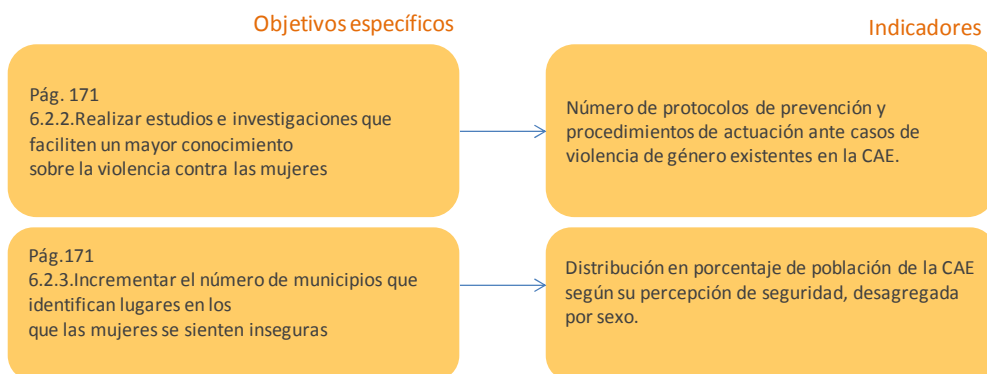 Objetivos específicos
Indicadores
Pág. 171
6.2.2.Realizar estudios e investigaciones que
faciliten un mayor conocimiento
sobre la violencia contra las mujeres
Número de protocolos de prevención y
procedimientos de actuación ante casos de
violencia de género existentes en la CAE.
Pág.171
6.2.3.Incrementar el número de municipios que
identifican lugares en los
que las mujeres se sienten inseguras
Distribución en porcentaje de población de la CAE
según su percepción de seguridad, desagregada
por sexo.